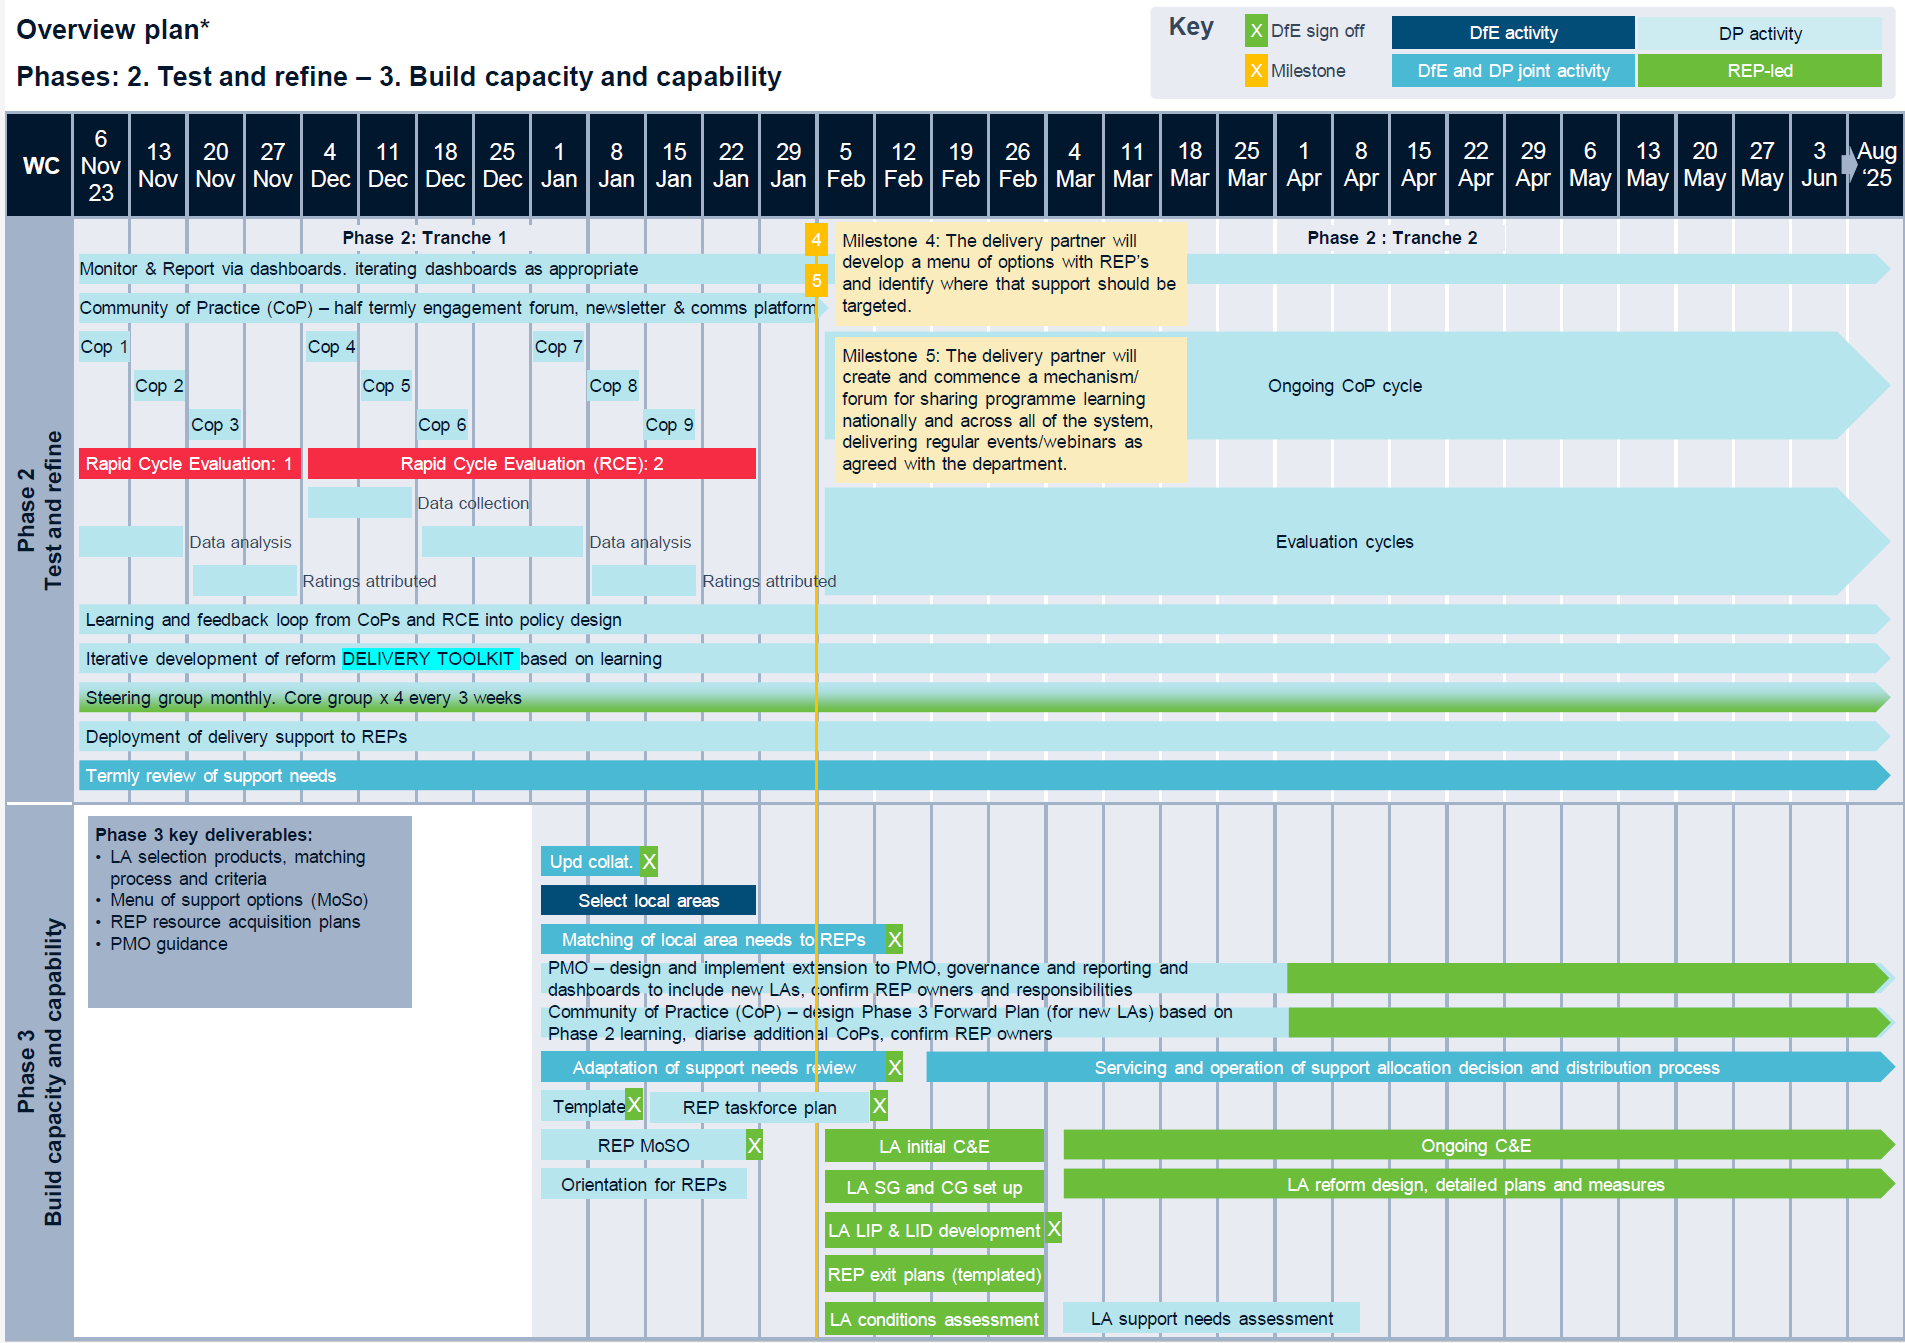 Overview plan*
Phases: 2. Test and refine – 3. Build capacity and capability
Key
X DfE sign off
DfE activity
DP activity
X Milestone
DfE and DP joint activity
REP-led
WC
6 Nov 23
13 Nov
20 Nov
27 Nov
4 Dec
11 Dec
18 Dec
25 Dec
1 Jan
8 Jan
15 Jan
22 Jan
29 Jan
5 Feb
12 Feb
19 Feb
26 Feb
4 Mar
11 Mar
18 Mar
25 Mar
1 Apr
8 Apr
15 Apr
22 Apr
29 Apr
6 May
13 May
20 May
27 May
3 Jun
Aug ‘25
Phase 2
Test and refine
Phase 2: Tranche 1
4
Phase 2 : Tranche 2
Monitor & Report via dashboards. iterating dashboards as appropriate
5
Milestone 4: The delivery partner will
develop a menu of options with REP’s
and identify where that support should be
targeted.
Community of Practice (CoP) – half termly engagement forum, newsletter & comms platform
Cop 1
Cop 4
Cop 7
Cop 2
Cop 5
Cop 8
Cop 3
Cop 6
Cop 9
Milestone 5: The delivery partner will
create and commence a mechanism/
forum for sharing programme learning
nationally and across all of the system,
delivering regular events/webinars as
agreed with the department.
Ongoing CoP cycle
Rapid Cycle Evaluation: 1
Rapid Cycle Evaluation (RCE): 2
Data collection
Data analysis
Data analysis
Evaluation cycles
Ratings attributed
Ratings attributed
Learning and feedback loop from CoPs and RCE into policy design
Iterative development of reform DELIVERY TOOLKIT based on learning
Steering group monthly. Core group x 4 every 3 weeks
Deployment of delivery support to REPs
Termly review of support needs
Phase 3
Build capacity and capability
Phase 3 key deliverables:
• LA selection products, matching
process and criteria
• Menu of support options (MoSo)
• REP resource acquisition plans
• PMO guidance
Upd collat. X
Select local areas
Matching of local area needs to REPs X
PMO – design and implement extension to PMO, governance and reporting and
dashboards to include new LAs, confirm REP owners and responsibilities
Community of Practice (CoP) – design Phase 3 Forward Plan (for new LAs) based on
Phase 2 learning, diarise additional CoPs, confirm REP owners
Adaptation of support needs review X
Servicing and operation of support allocation decision and distribution process
Template X
REP taskforce plan X
REP MoSO X
LA initial C&E
Ongoing C&E
Orientation for REPs
LA SG and CG set up
LA reform design, detailed plans and measures
LA LIP & LID development X
REP exit plans (templated)
LA conditions assessment
LA support needs assessment